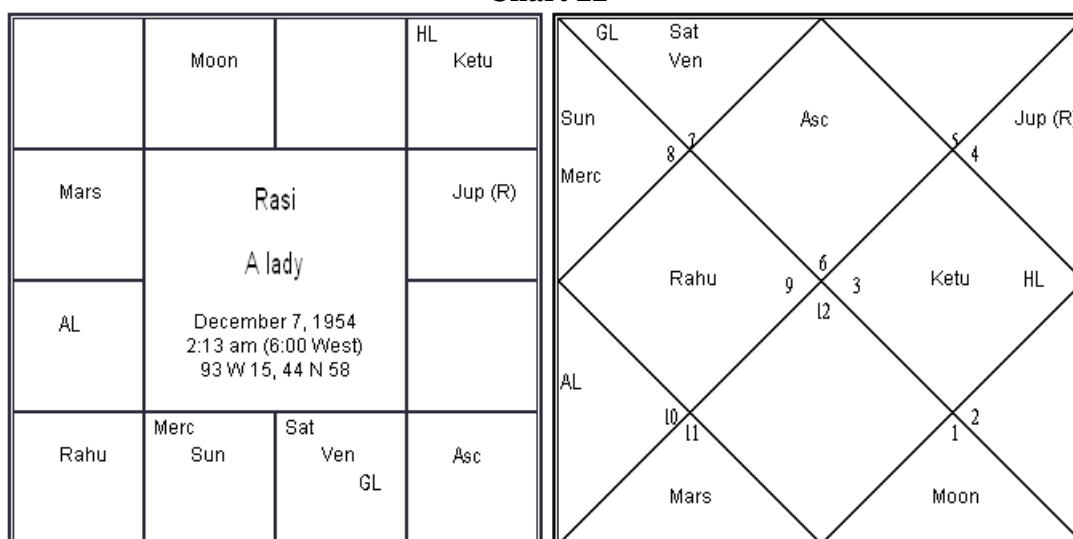 Moon
HL
Ketu
Mars
Jup (R)
Rasi
A lady
AL
December 7, 1954
2:13 am (6:00 West)
93 W 15, 44 N 58
Rahu
Merc
Sun
Sat
Ven
GL
Asc
GL
Sat
Ven
Sun
Asc
Jup (R
7
5
8
4
Merc
6
Rahu
9
3
Ketu
HL
12
AL
10
2
11
1
Mars
Moon